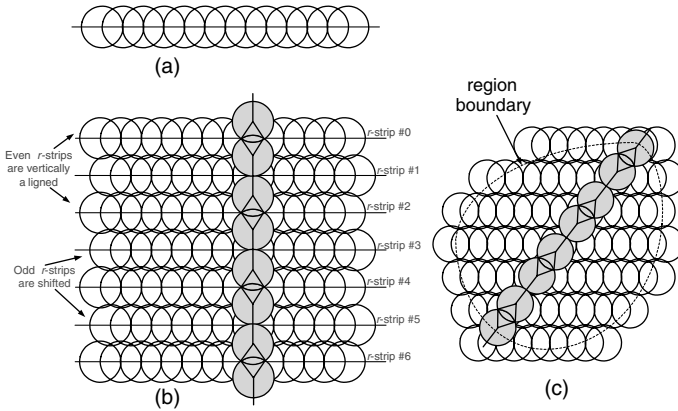 (a)
region
boundary
r-strip #0
Even r-strips
are vertically
a ligned
r-strip #1
r-strip #2
r-strip #3
Odd r-strips
are shifted
r-strip #4
r-strip #5
r-strip #6
(b)
(c)